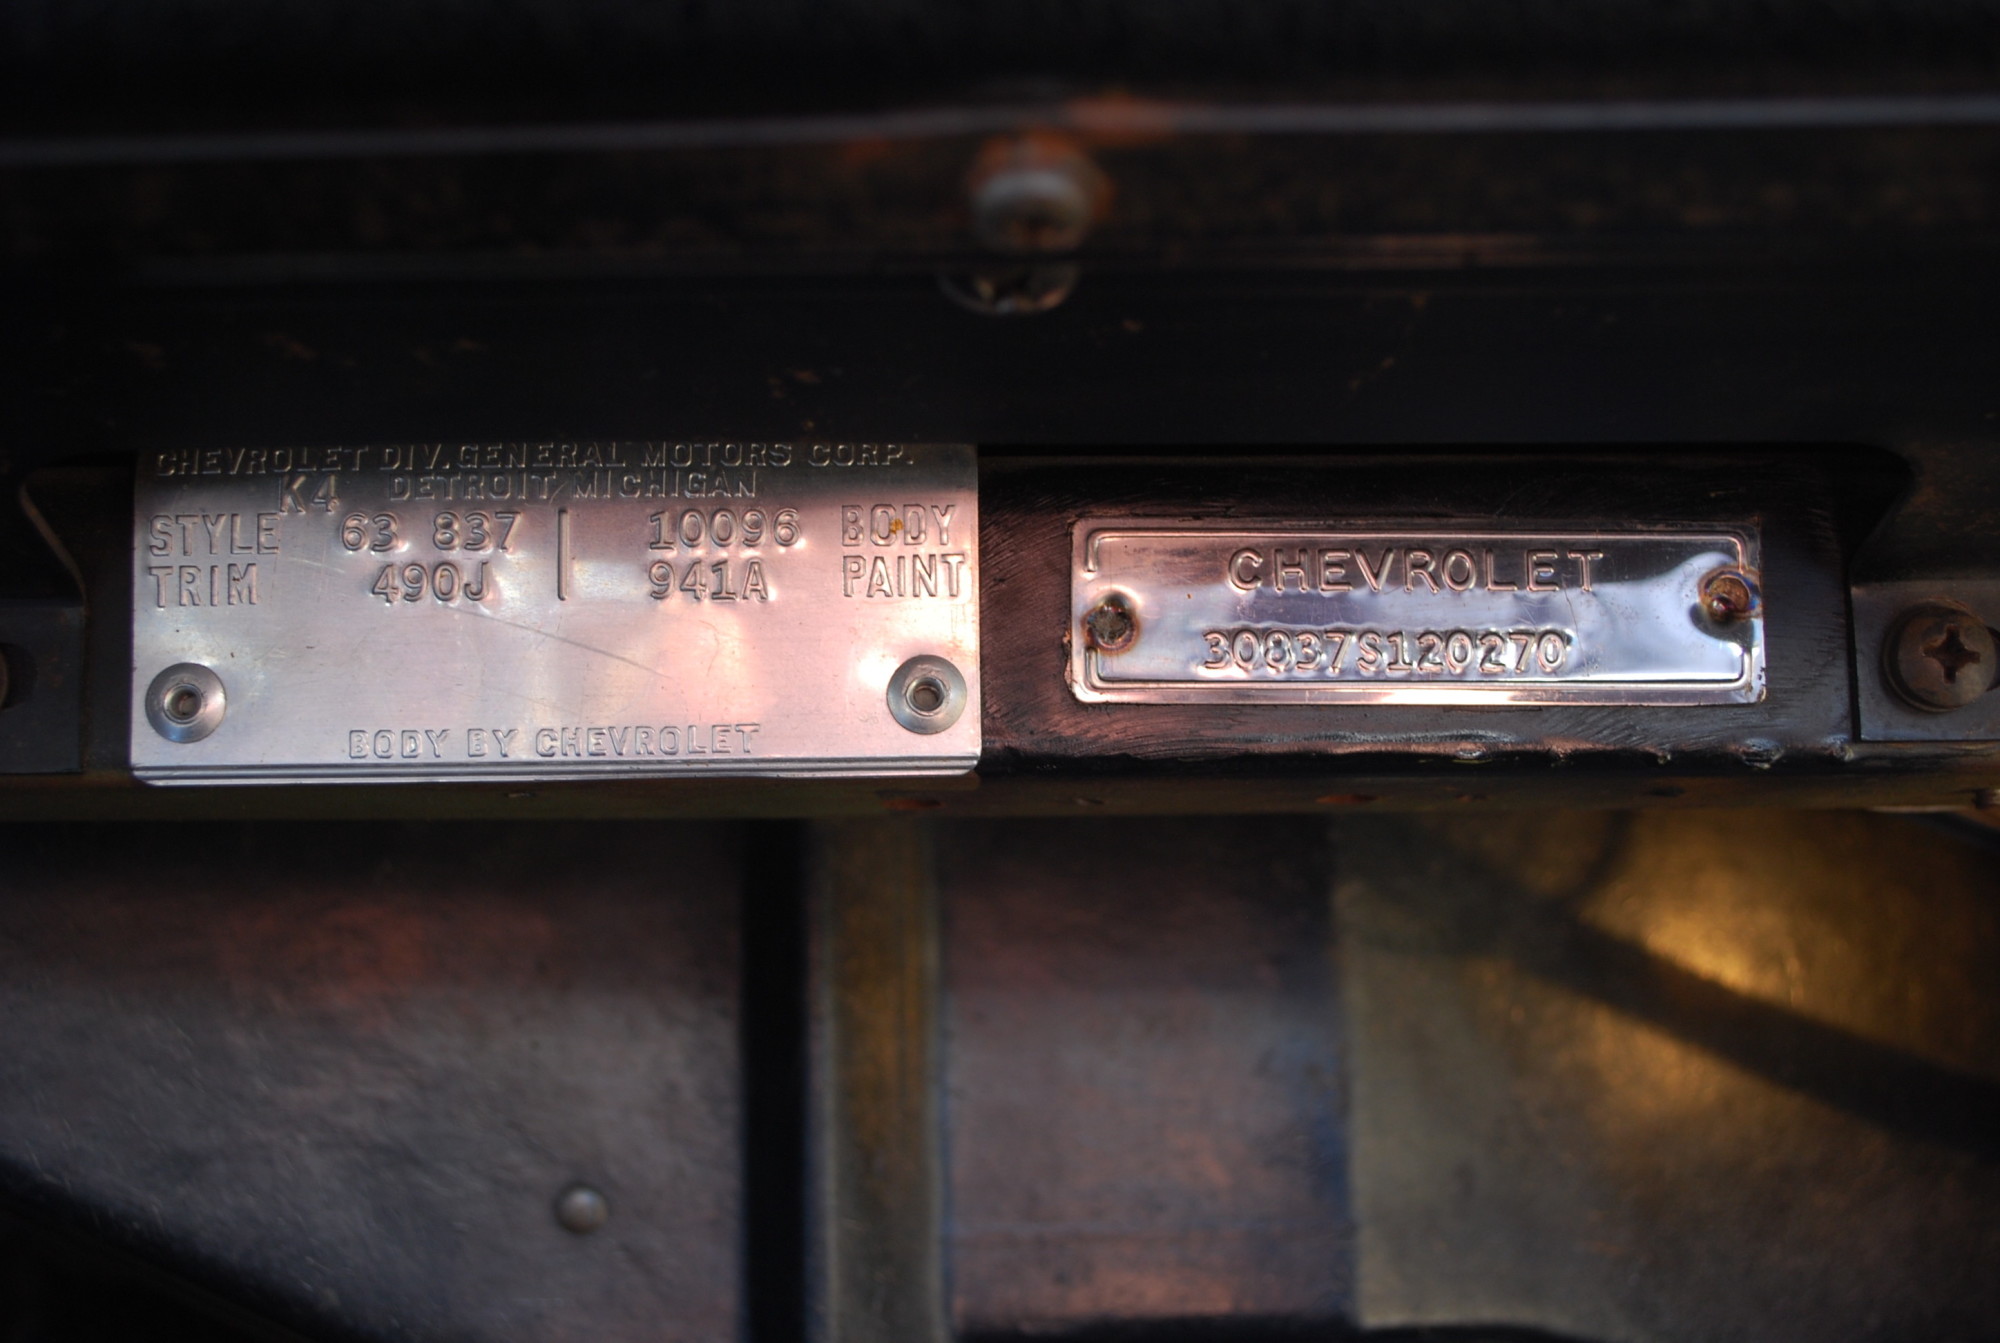 CHEVROLET DIV. GENERAL MOTORS CORP.
K4 DETROIT, MICHIGAN
STYLE 63 837 | 10096 BODY
TRIM 490J | 941A PAINT
BODY BY CHEVROLET
CHEVROLET
30837S120270